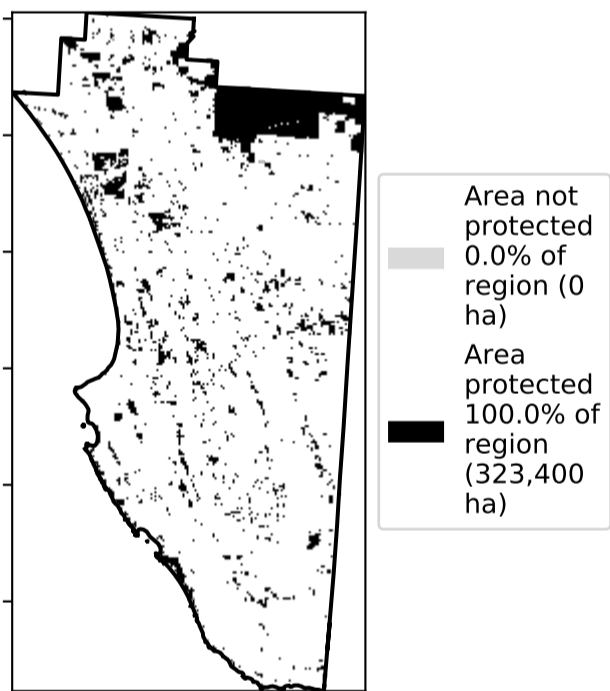 Area not
protected
0.0% of
region (0
ha)
Area
protected
100.0% of
region
(323,400
ha)